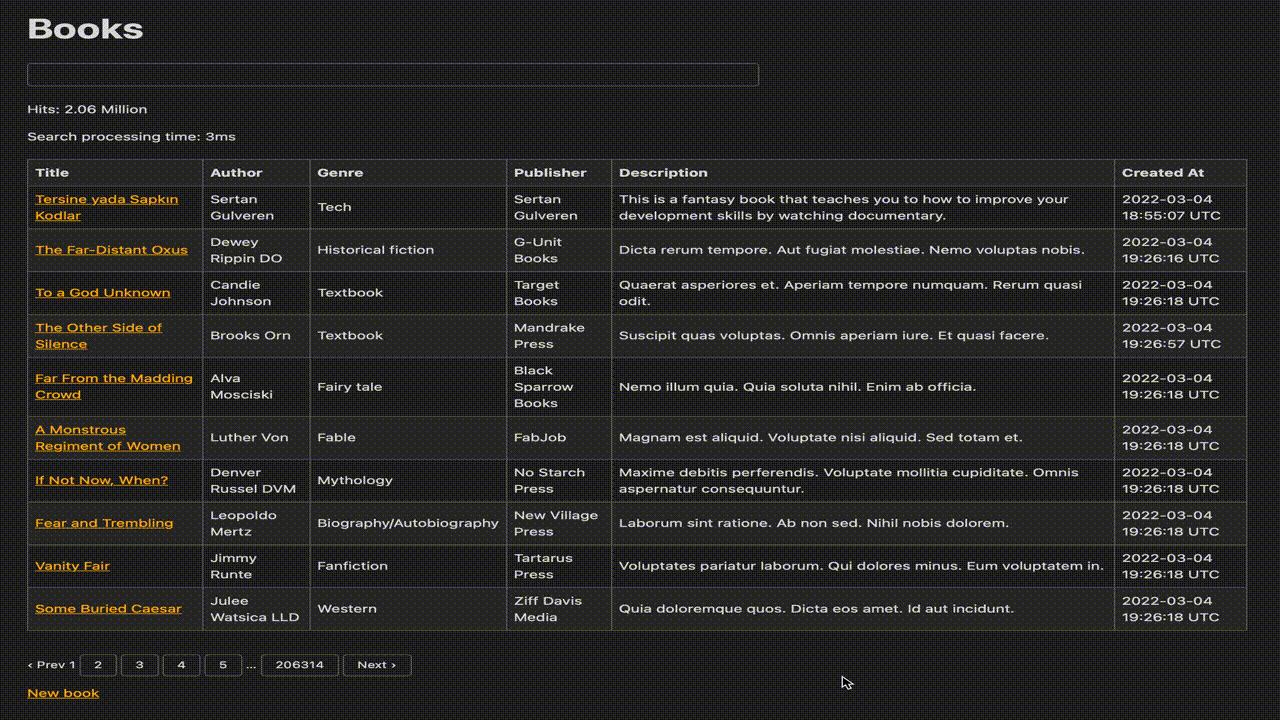 Books
Hits: 2.06 Million
Search processing time: 3ms
Title Author Genre Publisher Description Created At
Tersine yada Sapkın Kodlar Sertan Gulveren Tech Sertan Gulveren This is a fantasy book that teaches you to how to improve your development skills by watching documentary. 2022-03-04 18:55:07 UTC
The Far-Distant Oxus Dewey Rippin DO Historical fiction G-Unit Books Dicta rerum tempore. Aut fugiat molestiae. Nemo voluptas nobis. 2022-03-04 19:26:16 UTC
To a God Unknown Candie Johnson Textbook Target Books Quaerat asperiores et. Aperiam tempore numquam. Rerum quasi odit. 2022-03-04 19:26:18 UTC
The Other Side of Silence Brooks Orn Textbook Mandrake Press Suscipit quas voluptas. Omnis aperiam iure. Et quasi facere. 2022-03-04 19:26:57 UTC
Far From the Madding Crowd Alva Mosciski Fairy tale Black Sparrow Books Nemo illum quia. Quia soluta nihil. Enim ab officia. 2022-03-04 19:26:18 UTC
A Monstrous Regiment of Women Luther Von Fable FabJob Magnam est aliquid. Voluptate nisi aliquid. Sed totam et. 2022-03-04 19:26:18 UTC
If Not Now, When? Denver Russel DVM Mythology No Starch Press Maxime debitis perferendis. Voluptate mollitia cupiditate. Omnis aspernatur consequuntur. 2022-03-04 19:26:18 UTC
Fear and Trembling Leopoldo Mertz Biography/Autobiography New Village Press Laborum sint ratione. Ab non sed. Nihil nobis dolorem. 2022-03-04 19:26:18 UTC
Vanity Fair Jimmy Runte Fanfiction Tartarus Press Voluptates pariatur laborum. Qui dolores minus. Eum voluptatem in. 2022-03-04 19:26:18 UTC
Some Buried Caesar Julee Watsica LLD Western Ziff Davis Media Quia doloremque quos. Dicta eos amet. Id aut incidunt. 2022-03-04 19:26:18 UTC
‹ Prev 1 2 3 4 5 … 206314 Next ›
New book